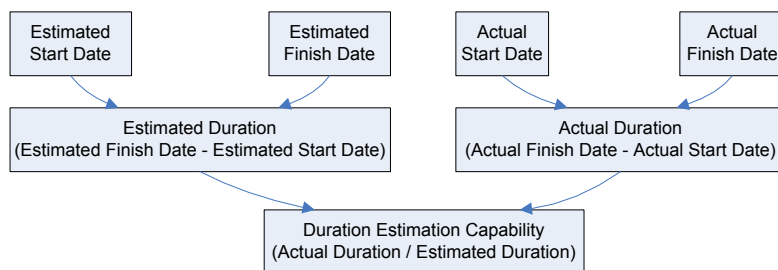 Estimated
Start Date
Estimated
Finish Date
Actual
Start Date
Actual
Finish Date
Estimated Duration
(Estimated Finish Date - Estimated Start Date)
Actual Duration
(Actual Finish Date - Actual Start Date)
Duration Estimation Capability
(Actual Duration / Estimated Duration)